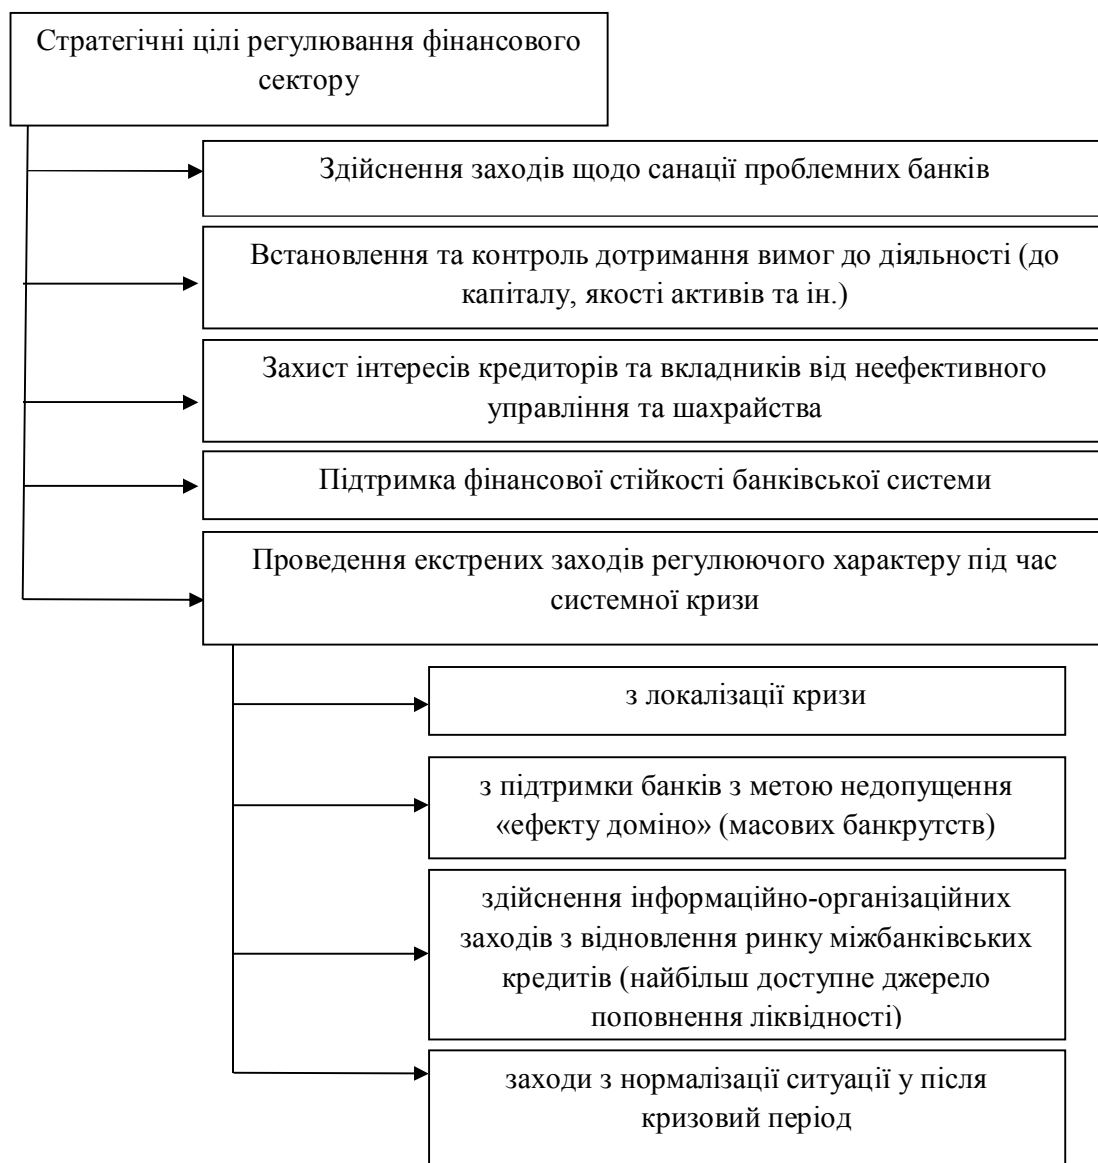 Стратегічні цілі регулювання фінансового
сектору
Здійснення заходів щодо санації проблемних банків
Встановлення та контроль дотримання вимог до діяльності (до
капіталу, якості активів та ін.)
Захист інтересів кредиторів та вкладників від неефективного
управління та шахрайства
Підтримка фінансової стійкості банківської системи
Проведення екстрених заходів регулюючого характеру під час
системної кризи
з локалізації кризи
з підтримки банків з метою недопущення
«ефекту доміно» (масових банкрутств)
здійснення інформаційно-організаційних
заходів з відновлення ринку міжбанківських
кредитів (найбільш доступне джерело
поповнення ліквідності)
заходи з нормалізації ситуації у після
кризовий період